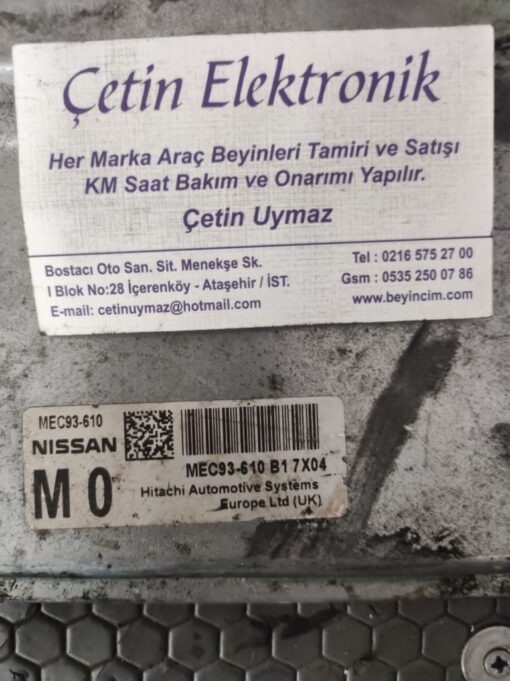 Çetin Elektronik
Her Marka Araç Beyinleri Tamiri ve Satışı
KM Saat Bakım ve Onarımı Yapılır.
Çetin Uymaz
Bostacı Oto San. Sit. Menekşe Sk.
I Blok No:28 İçerenköy - Ataşehir / İST.
E-mail: cetinuymaz@hotmail.com
Tel : 0216 575 27 00
Gsm : 0535 250 07 86
www.beyincim.com
MEC93-610
NISSAN
M 0
MEC93-610 B1 7X04
Hitachi Automotive Systems
Europe Ltd (UK)